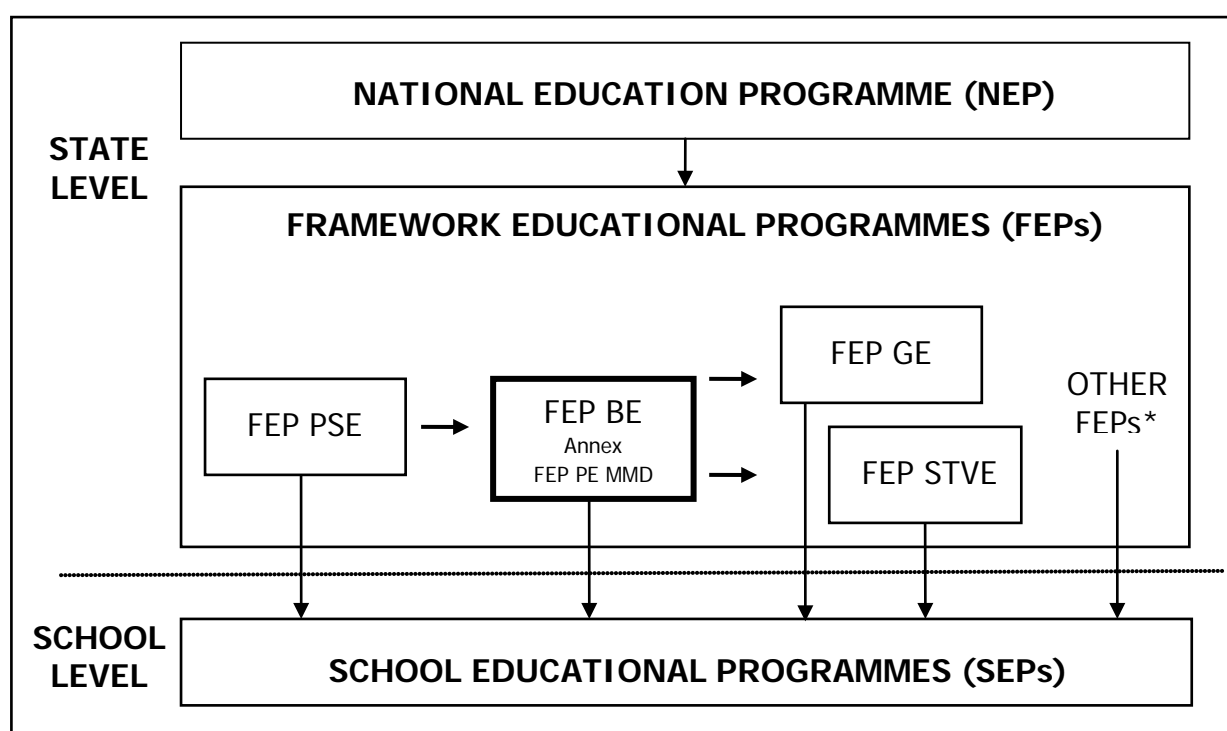 NATIONAL EDUCATION PROGRAMME (NEP)
STATE
LEVEL
FRAMEWORK EDUCATIONAL PROGRAMMES (FEPs)
FEP PSE
FEP BE
Annex
FEP PE MMD
FEP GE
FEP STVE
OTHER
FEPs*
SCHOOL
LEVEL
SCHOOL EDUCATIONAL PROGRAMMES (SEPs)